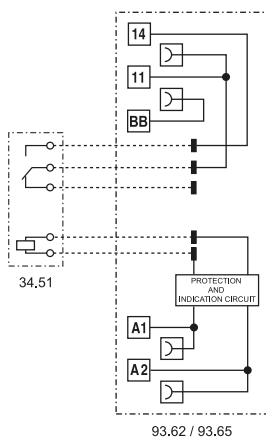 14
11
BB
34.51
PROTECTION
AND
INDICATION CIRCUIT
A1
A2
93.62 / 93.65